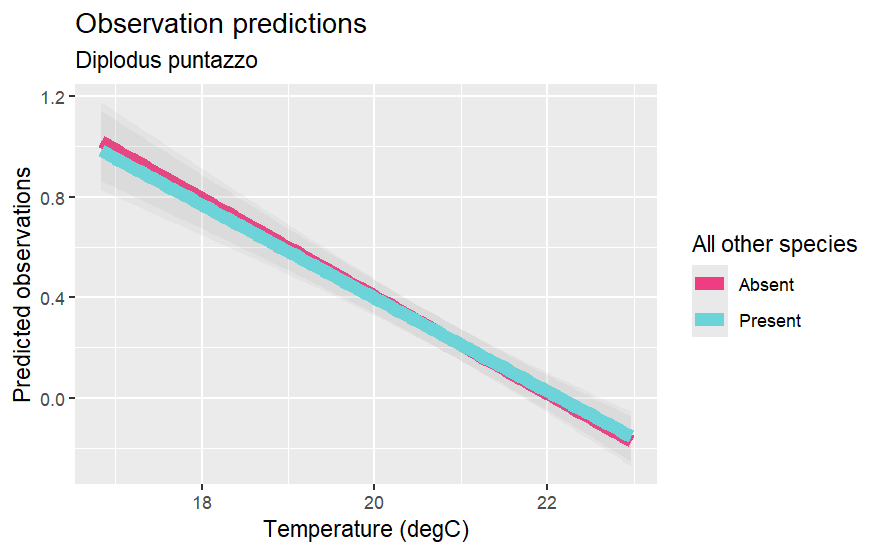 Observation predictions
Diplodus puntazzo
1.2
0.8
0.4
0.0
Predicted observations
18 20 22
Temperature (degC)
All other species
Absent
Present